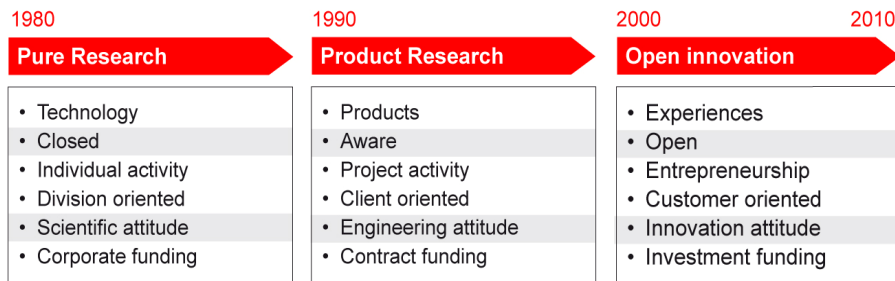 1980
Pure Research
• Technology
• Closed
• Individual activity
• Division oriented
• Scientific attitude
• Corporate funding
1990
Product Research
• Products
• Aware
• Project activity
• Client oriented
• Engineering attitude
• Contract funding
2000 2010
Open innovation
• Experiences
• Open
• Entrepreneurship
• Customer oriented
• Innovation attitude
• Investment funding